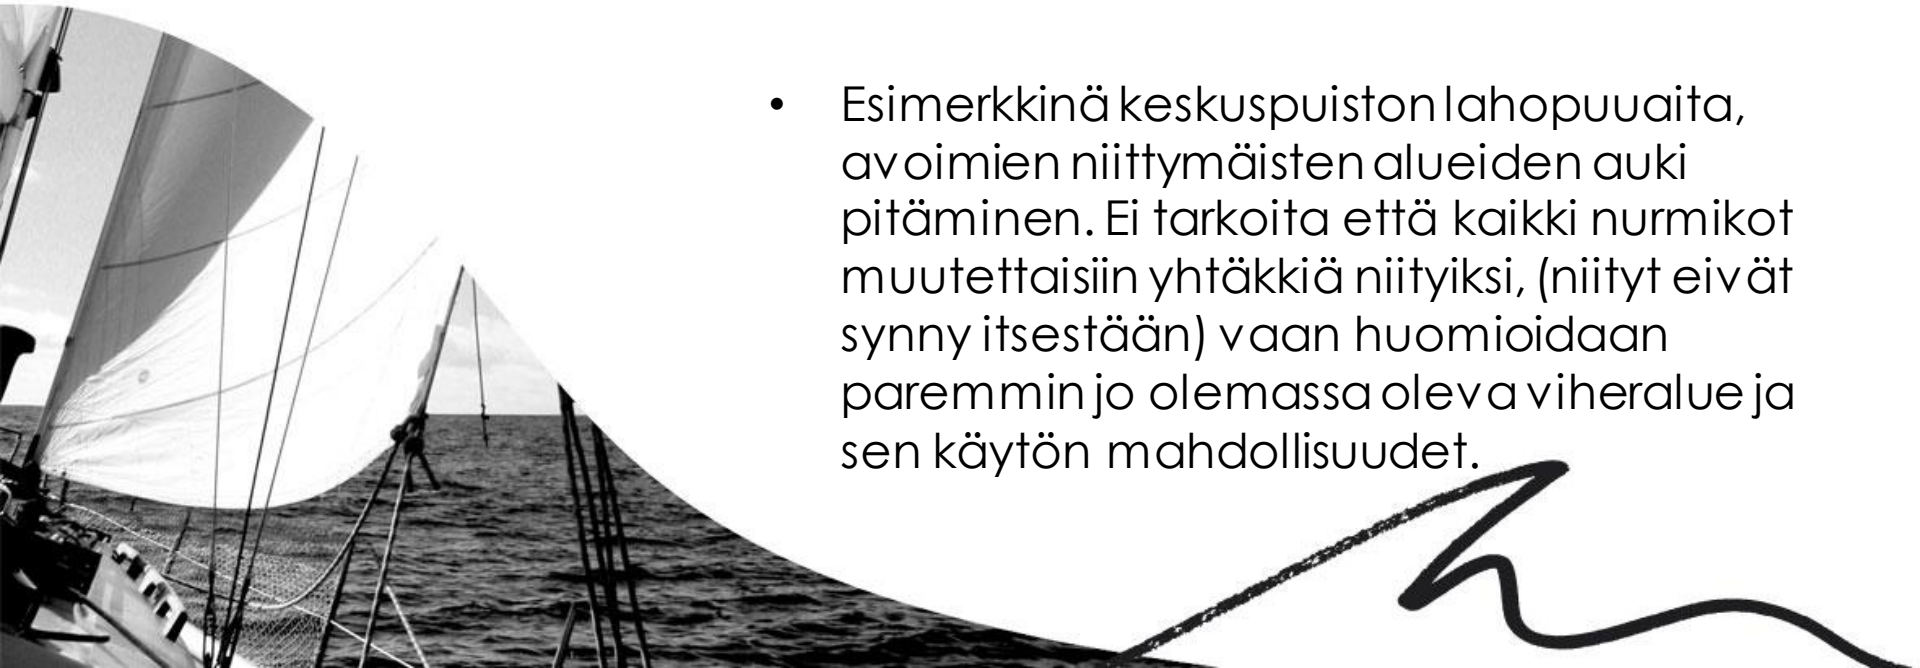 • Esimerkkinä keskuspuiston lahopuuaita,
avoimien niittymäisten alueiden auki
pitäminen. Ei tarkoita että kaikki nurmikot
muutettaisiin yhtäkkiä niityiksi, (niityt eivät
synny itsestään) vaan huomioidaan
paremmin jo olemassa oleva viheralue ja
sen käytön mahdollisuudet.